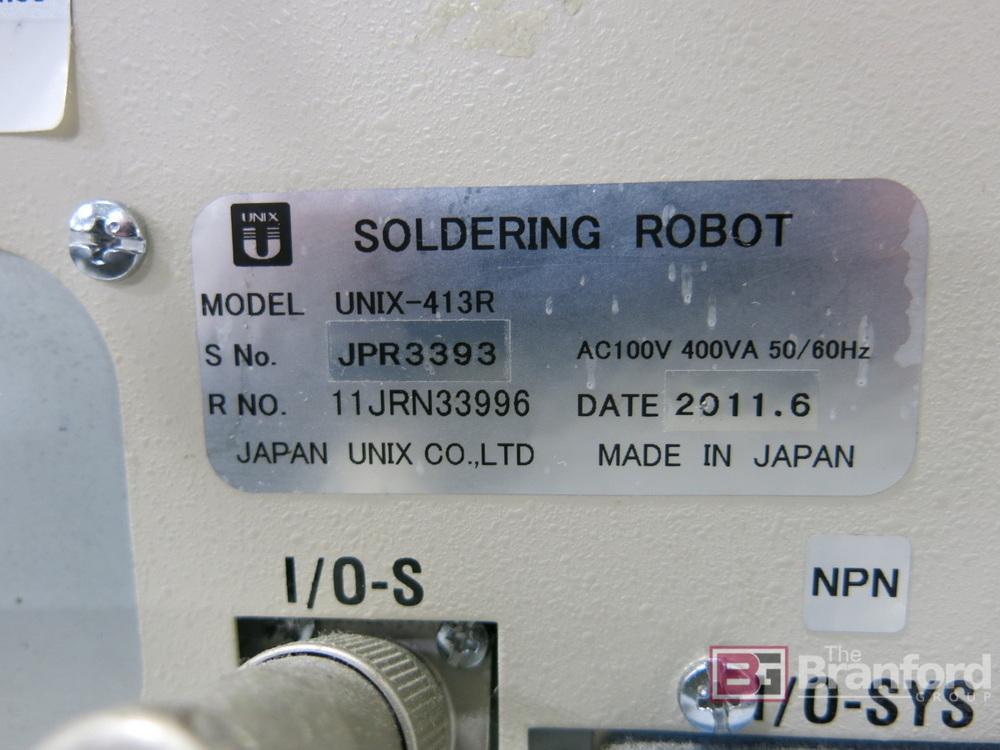 UNIX
U
SOLDERING ROBOT
MODEL UNIX-413R
S No. JPR3393 AC100V 400VA 50/60Hz
R NO. 11JRN33996 DATE 2011.6
JAPAN UNIX CO.,LTD MADE IN JAPAN
I/O-S
NPN
I/O-SYS
BG The Branford GROUP